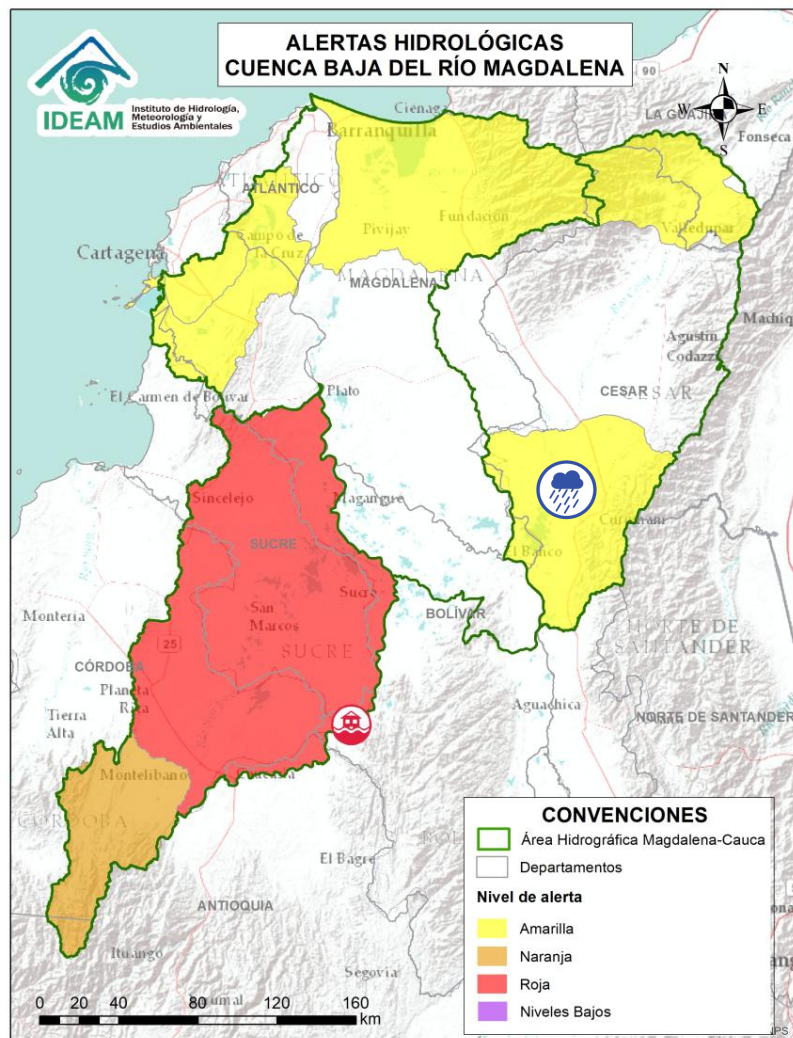 ALERTAS HIDROLÓGICAS
CUENCA BAJA DEL RÍO MAGDALENA
IDEAM
Instituto de Hidrología,
Meteorología y
Estudios Ambientales
90
N
W E
S
LA GUAJIRA
Fonseca
Ciénaga
Barranquilla
ATLÁNTICO
Campo de
la Cruz
Pivijay
Fundación
Valledupar
Cartagena
MAGDALENA
MAGDALENA
Agustín
Codazzi
CESAR
El Carmen de Bolívar
Plato
Sincelejo
Magangue
SUCRE
El Banco
San
Marcos
Sucre
BOLÍVAR
Montería
SUCRE
NORTE DE
SANTANDER
25
CÓRDOBA
Planeta
Rica
Tierra
Alta
Aguachica
NORTE DE SANTANDER
Montelibano
CÓRDOBA
El Bagre
ANTIOQUIA
Ituango
Segovia
0 20 40 80 120 160
km
CONVENCIONES
Área Hidrográfica Magdalena-Cauca
Departamentos
Nivel de alerta
Amarilla
Naranja
Roja
Niveles Bajos